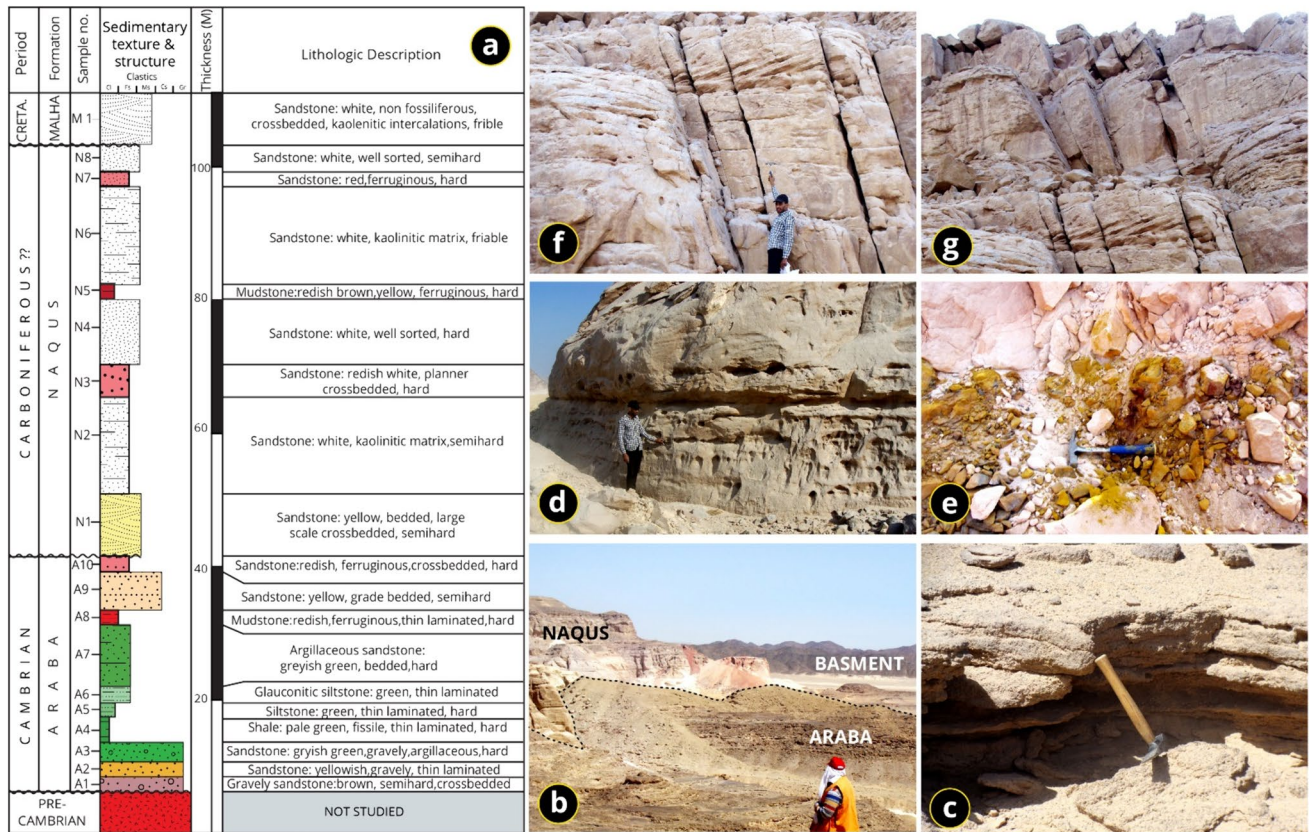 Period
Formation
Sample no.
Sedimentary
texture &
structure
Clastics
Cl Fs Ms Cs Gr
Thickness (M)
Lithologic Description
a
CRETA.
MALHA
M 1
Sandstone: white, non fossiliferous,
crossbedded, kaolenitic intercalations, frible
CARBONIFEROUS ??
NAQUS
N8
Sandstone: white, well sorted, semihard
100
N7
Sandstone: red,ferruginous, hard
N6
Sandstone: white, kaolinitic matrix, friable
N5
Mudstone:redish brown,yellow, ferruginous, hard
80
N4
Sandstone: white, well sorted, hard
N3
Sandstone: redish white, planner
crossbedded, hard
N2
60
Sandstone: white, kaolinitic matrix,semihard
N1
Sandstone: yellow, bedded, large
scale crossbedded, semihard
CAMBRIAN
ARABA
A10
40
Sandstone:redish, ferruginous,crossbedded, hard
A9
Sandstone: yellow, grade bedded, semihard
A8
Mudstone:redish,ferruginous,thin laminated,hard
A7
Argillaceous sandstone:
greyish green, bedded,hard
A6
Glauconitic siltstone: green, thin laminated
A5
20
Siltstone: green, thin laminated, hard
A4
Shale: pale green, fissile, thin laminated, hard
A3
Sandstone: gryish green,gravely,argillaceous,hard
A2
Sandstone: yellowish,gravely, thin laminated
A1
Gravely sandstone:brown, semihard,crossbedded
PRE-
CAMBRIAN
NOT STUDIED
f
g
d
e
NAQUS
BASMENT
ARABA
b
c